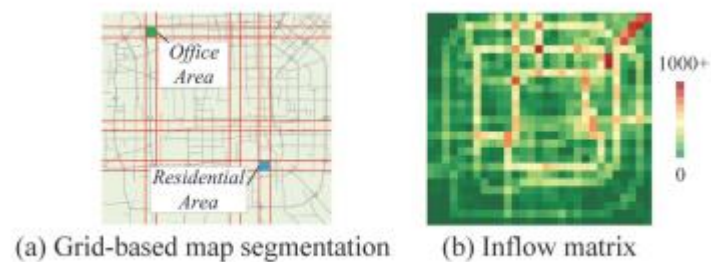 Office
Area
Residential
Area
1000+
0
(a) Grid-based map segmentation
(b) Inflow matrix